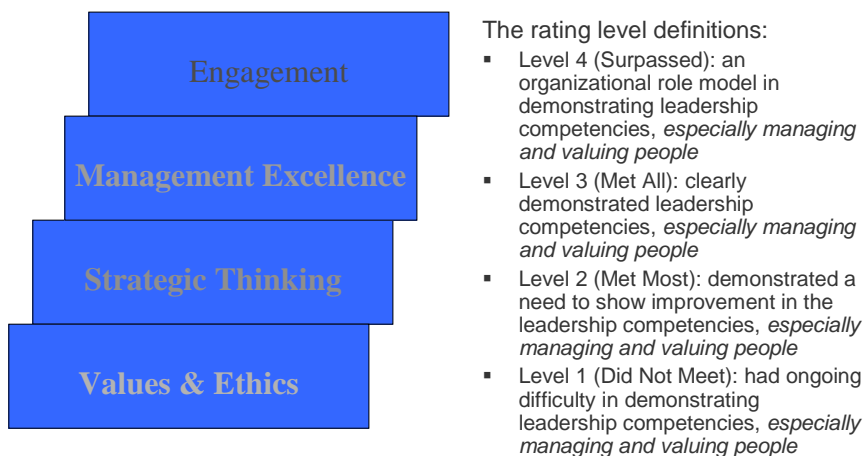 Engagement
Management Excellence
Strategic Thinking
Values & Ethics
The rating level definitions:
▪ Level 4 (Surpassed): an
organizational role model in
demonstrating leadership
competencies, especially managing
and valuing people
▪ Level 3 (Met All): clearly
demonstrated leadership
competencies, especially managing
and valuing people
▪ Level 2 (Met Most): demonstrated a
need to show improvement in the
leadership competencies, especially
managing and valuing people
▪ Level 1 (Did Not Meet): had ongoing
difficulty in demonstrating
leadership competencies, especially
managing and valuing people